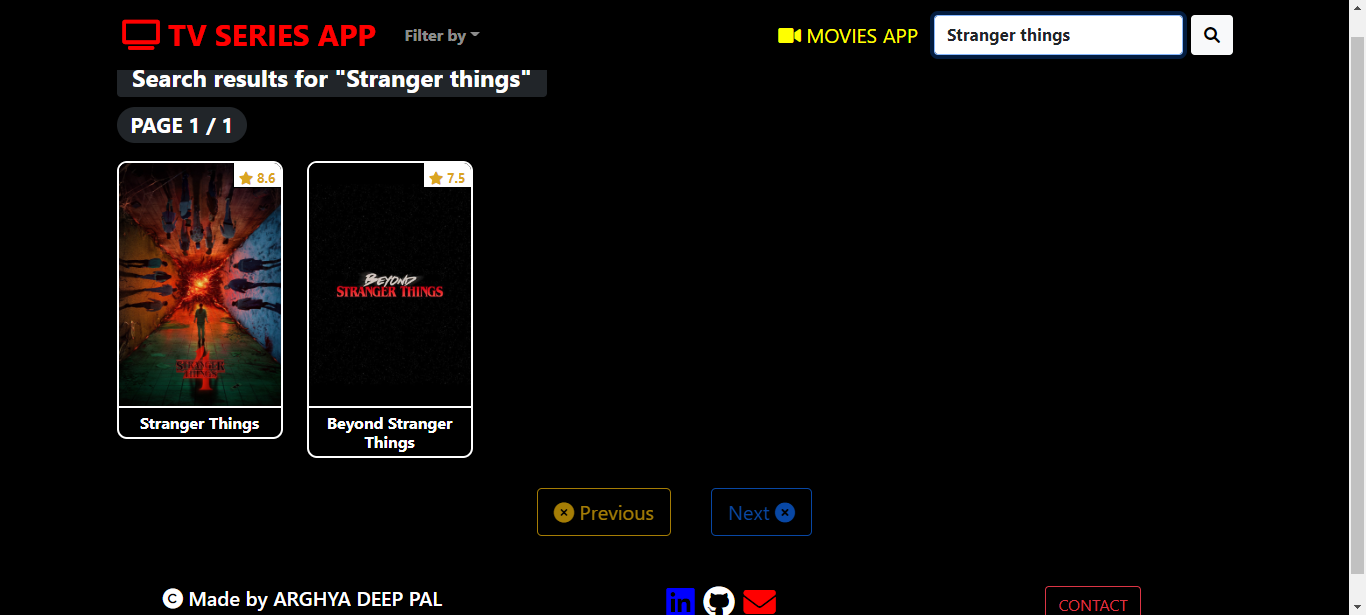 TV SERIES APP
Filter by
MOVIES APP
Stranger things
Search results for "Stranger things"
PAGE 1 / 1
8.6
7.5
STRANGER
THINGS
4
BEYOND
STRANGER THINGS
Stranger Things
Beyond Stranger
Things
Previous
Next
© Made by ARGHYA DEEP PAL
in
CONTACT